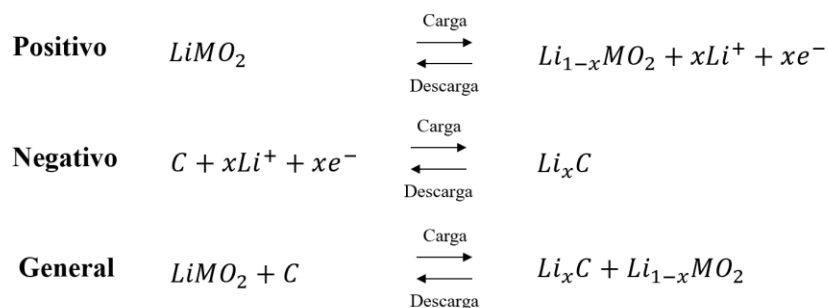 Carga
Positivo LiMO₂ Li₁₋ₓMO₂ + xLi⁺ + xe⁻
Descarga
Carga
Negativo C + xLi⁺ + xe⁻ LiₓC
Descarga
Carga
General LiMO₂ + C LiₓC + Li₁₋ₓMO₂
Descarga